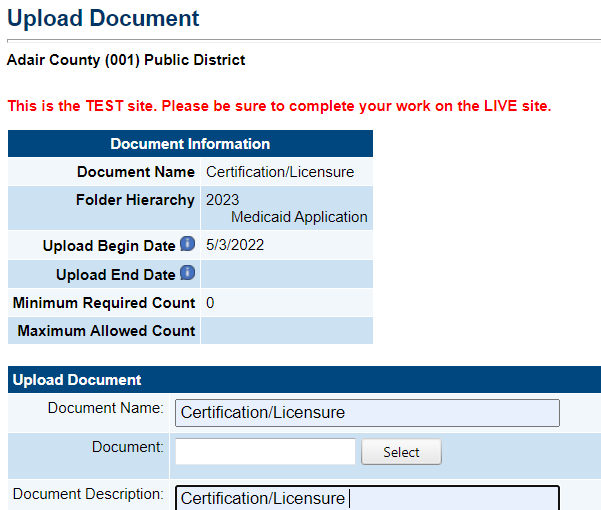 Upload Document
Adair County (001) Public District
This is the TEST site. Please be sure to complete your work on the LIVE site.
Document Information
Document Name Certification/Licensure
Folder Hierarchy 2023
Medicaid Application
Upload Begin Date i 5/3/2022
Upload End Date i
Minimum Required Count 0
Maximum Allowed Count
Upload Document
Document Name: Certification/Licensure
Document: Select
Document Description: Certification/Licensure